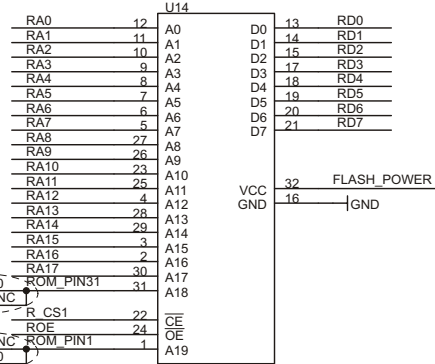 U14
RA0 12 A0 D0 13 RD0
RA1 11 A1 D1 14 RD1
RA2 10 A2 D2 15 RD2
RA3 9 A3 D3 17 RD3
RA4 8 A4 D4 18 RD4
RA5 7 A5 D5 19 RD5
RA6 6 A6 D6 20 RD6
RA7 5 A7 D7 21 RD7
RA8 27 A8
RA9 26 A9
RA10 23 A10
RA11 25 A11 VCC 32 FLASH_POWER
RA12 4 A12 GND 16 GND
RA13 28 A13
RA14 29 A14
RA15 3 A15
RA16 2 A16
RA17 30 A17
0 ROM_PIN31 31 A18
NC
R_CS1 22 CE
ROE 24 OE
NC ROM_PIN1 1 A19
0